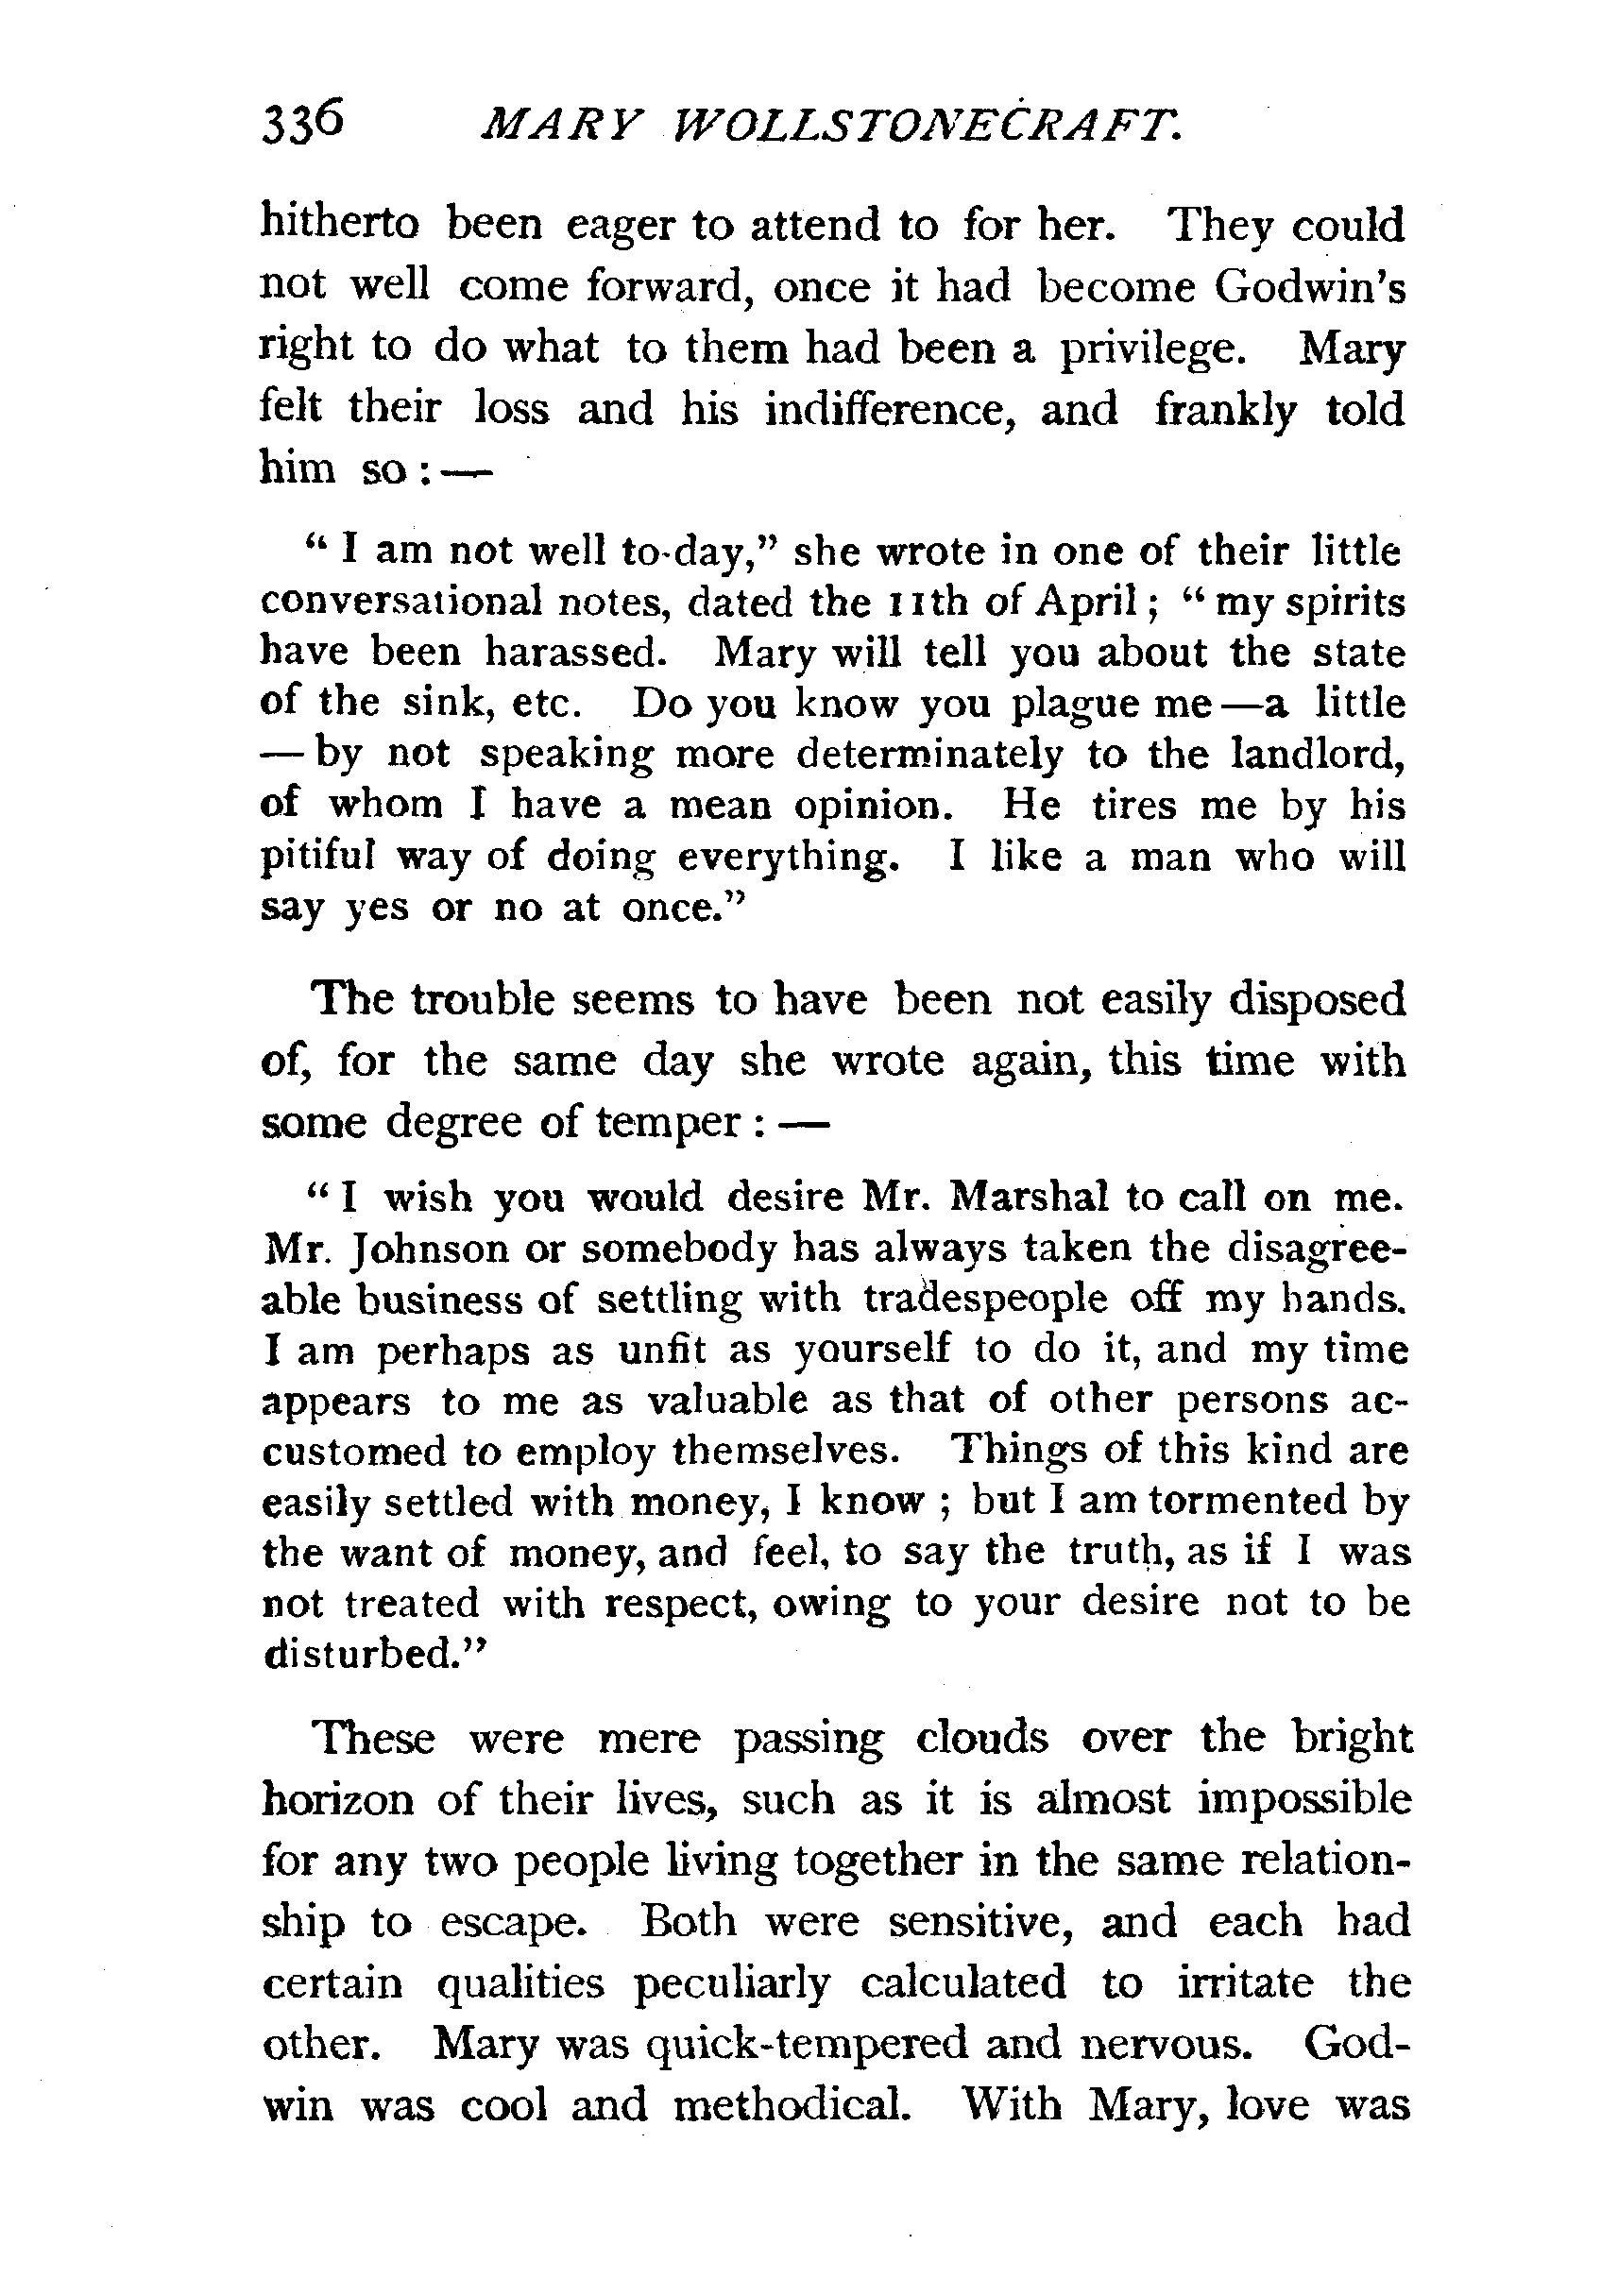 336 MARY WOLLSTONECRAFT.
hitherto been eager to attend to for her. They could
not well come forward, once it had become Godwin's
right to do what to them had been a privilege. Mary
felt their loss and his indifference, and frankly told
him so:—
"I am not well to-day," she wrote in one of their little
conversational notes, dated the 11th of April; "my spirits
have been harassed. Mary will tell you about the state
of the sink, etc. Do you know you plague me—a little
—by not speaking more determinately to the landlord,
of whom I have a mean opinion. He tires me by his
pitiful way of doing everything. I like a man who will
say yes or no at once."
The trouble seems to have been not easily disposed
of, for the same day she wrote again, this time with
some degree of temper:—
"I wish you would desire Mr. Marshal to call on me.
Mr. Johnson or somebody has always taken the disagree-
able business of settling with tradespeople off my hands.
I am perhaps as unfit as yourself to do it, and my time
appears to me as valuable as that of other persons ac-
customed to employ themselves. Things of this kind are
easily settled with money, I know; but I am tormented by
the want of money, and feel, to say the truth, as if I was
not treated with respect, owing to your desire not to be
disturbed."
These were mere passing clouds over the bright
horizon of their lives, such as it is almost impossible
for any two people living together in the same relation-
ship to escape. Both were sensitive, and each had
certain qualities peculiarly calculated to irritate the
other. Mary was quick-tempered and nervous. God-
win was cool and methodical. With Mary, love was